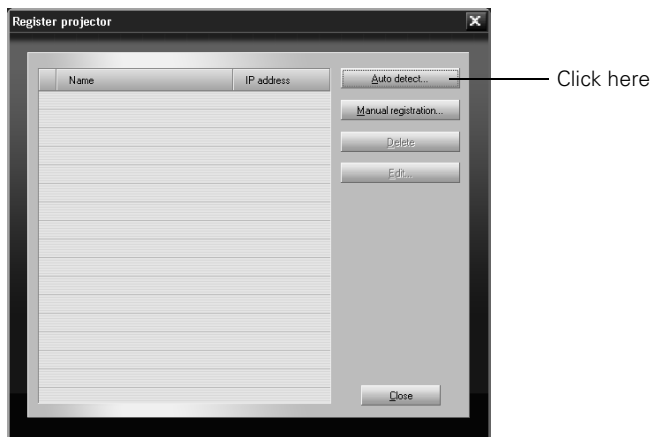 Register projector
Name IP address
Auto detect...
Click here
Manual registration...
Delete
Edit...
Close